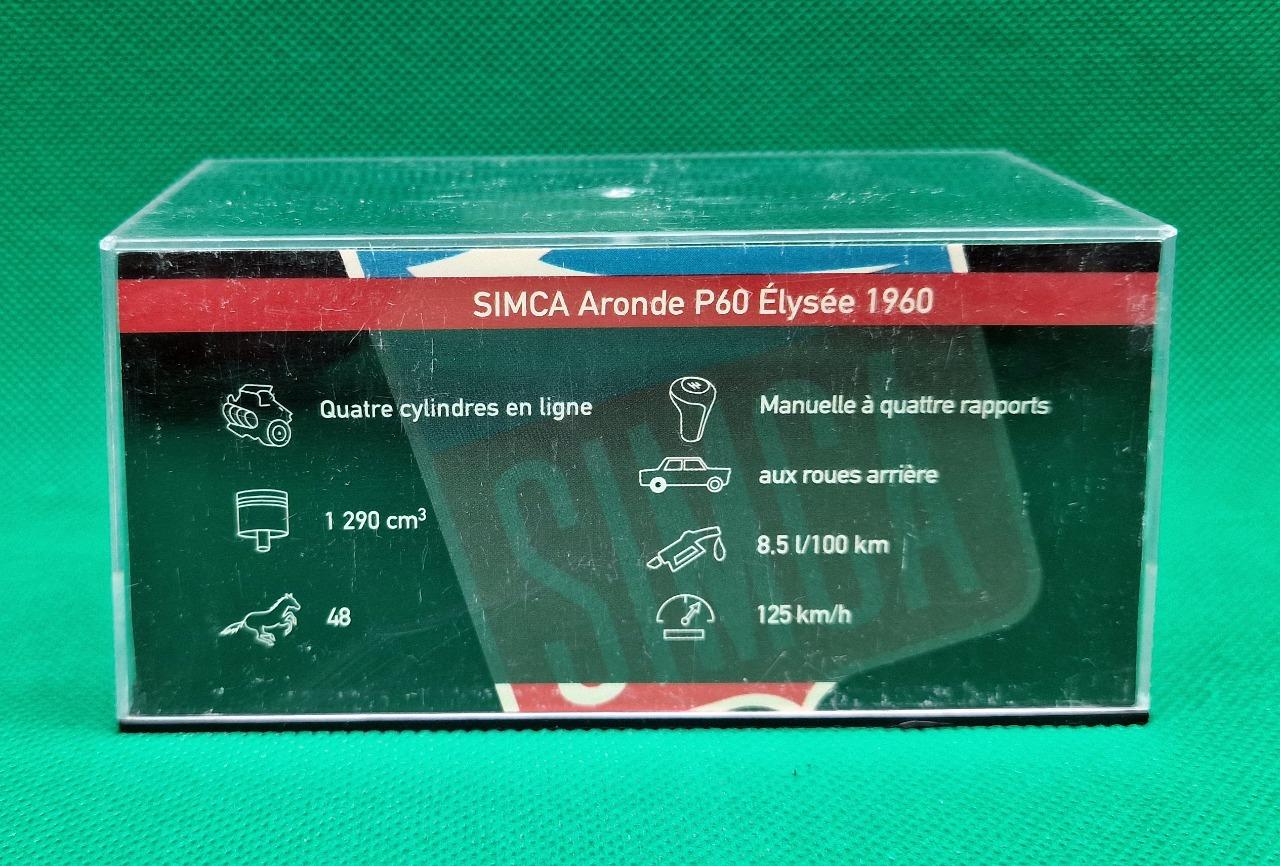 SIMCA Aronde P60 Élysée 1960
Quatre cylindres en ligne
1 290 cm³
48
Manuelle à quattre rapports
aux roues arrière
8,5 l/100 km
125 km/h
SIMCA